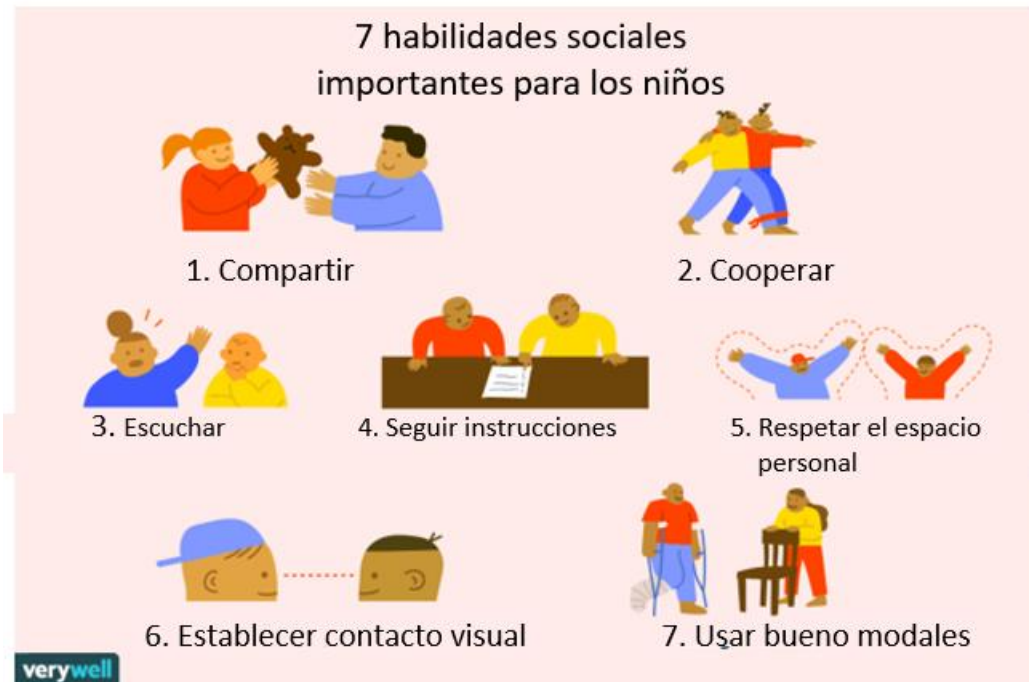 7 habilidades sociales
importantes para los niños
1. Compartir
2. Cooperar
3. Escuchar
4. Seguir instrucciones
5. Respetar el espacio
personal
6. Establecer contacto visual
7. Usar bueno modales
verywell